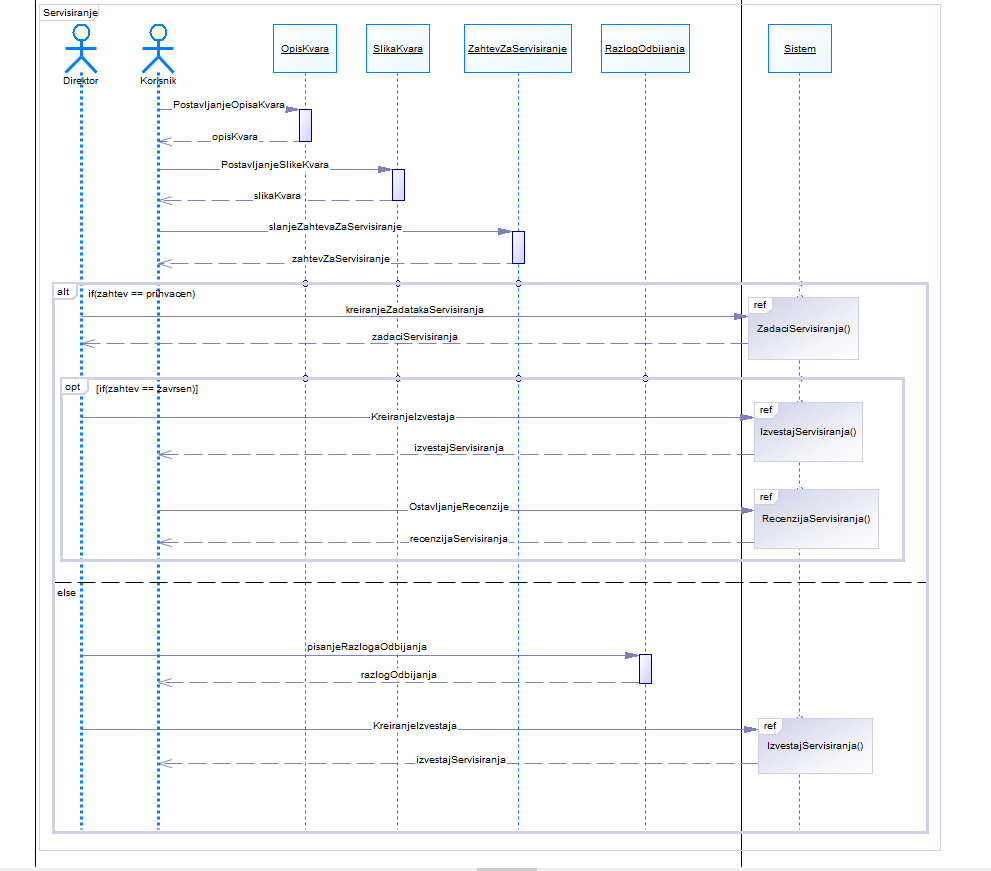 Servisiranje
Direktor
Korisnik
OpisKvara
SlikaKvara
ZahtevZaServisiranje
RazlogOdbijanja
Sistem
PostavljanjeOpisaKvara
opisKvara
PostavljanjeSlikeKvara
slikaKvara
slanjeZahtevaZaServisiranje
zahtevZaServisiranje
alt
if(zahtev == prihvacen)
kreiranjeZadatakaServisiranja
ref
ZadaciServisiranja()
zadaciServisiranja
opt
[if(zahtev == zavrsen)]
KreiranjeIzvestaja
ref
IzvestajServisiranja()
izvestajServisiranja
OstavljanjeRecenzije
ref
RecenzijaServisiranja()
recenzijaServisiranja
else
pisanjeRazlogaOdbijanja
razlogOdbijanja
KreiranjeIzvestaja
ref
IzvestajServisiranja()
izvestajServisiranja